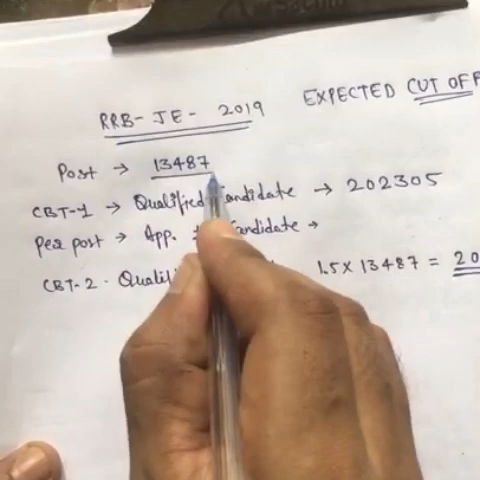 EXPECTED CUT OFF
RRB- JE - 2019
Post → 13487
CBT-1 → Qualified Candidate → 202305
Per post → App. Candidate →
CBT-2. 1.5 X 13487 = 20